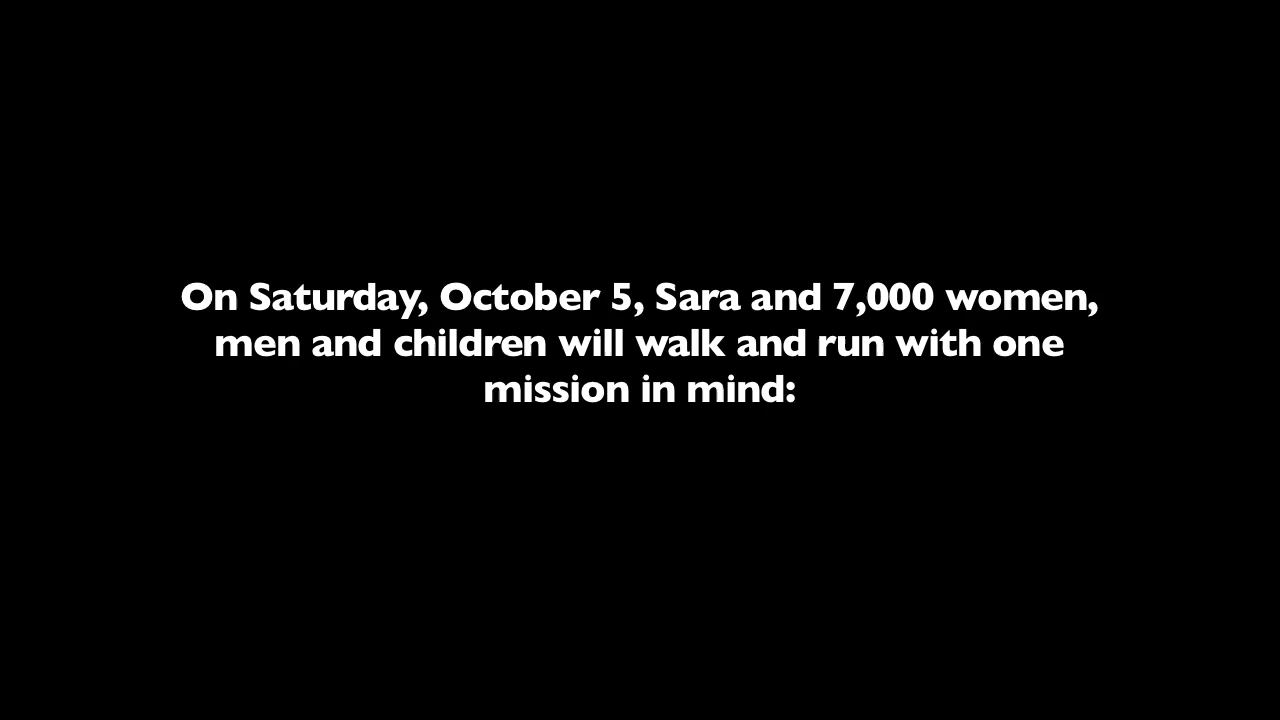 On Saturday, October 5, Sara and 7,000 women,
men and children will walk and run with one
mission in mind: